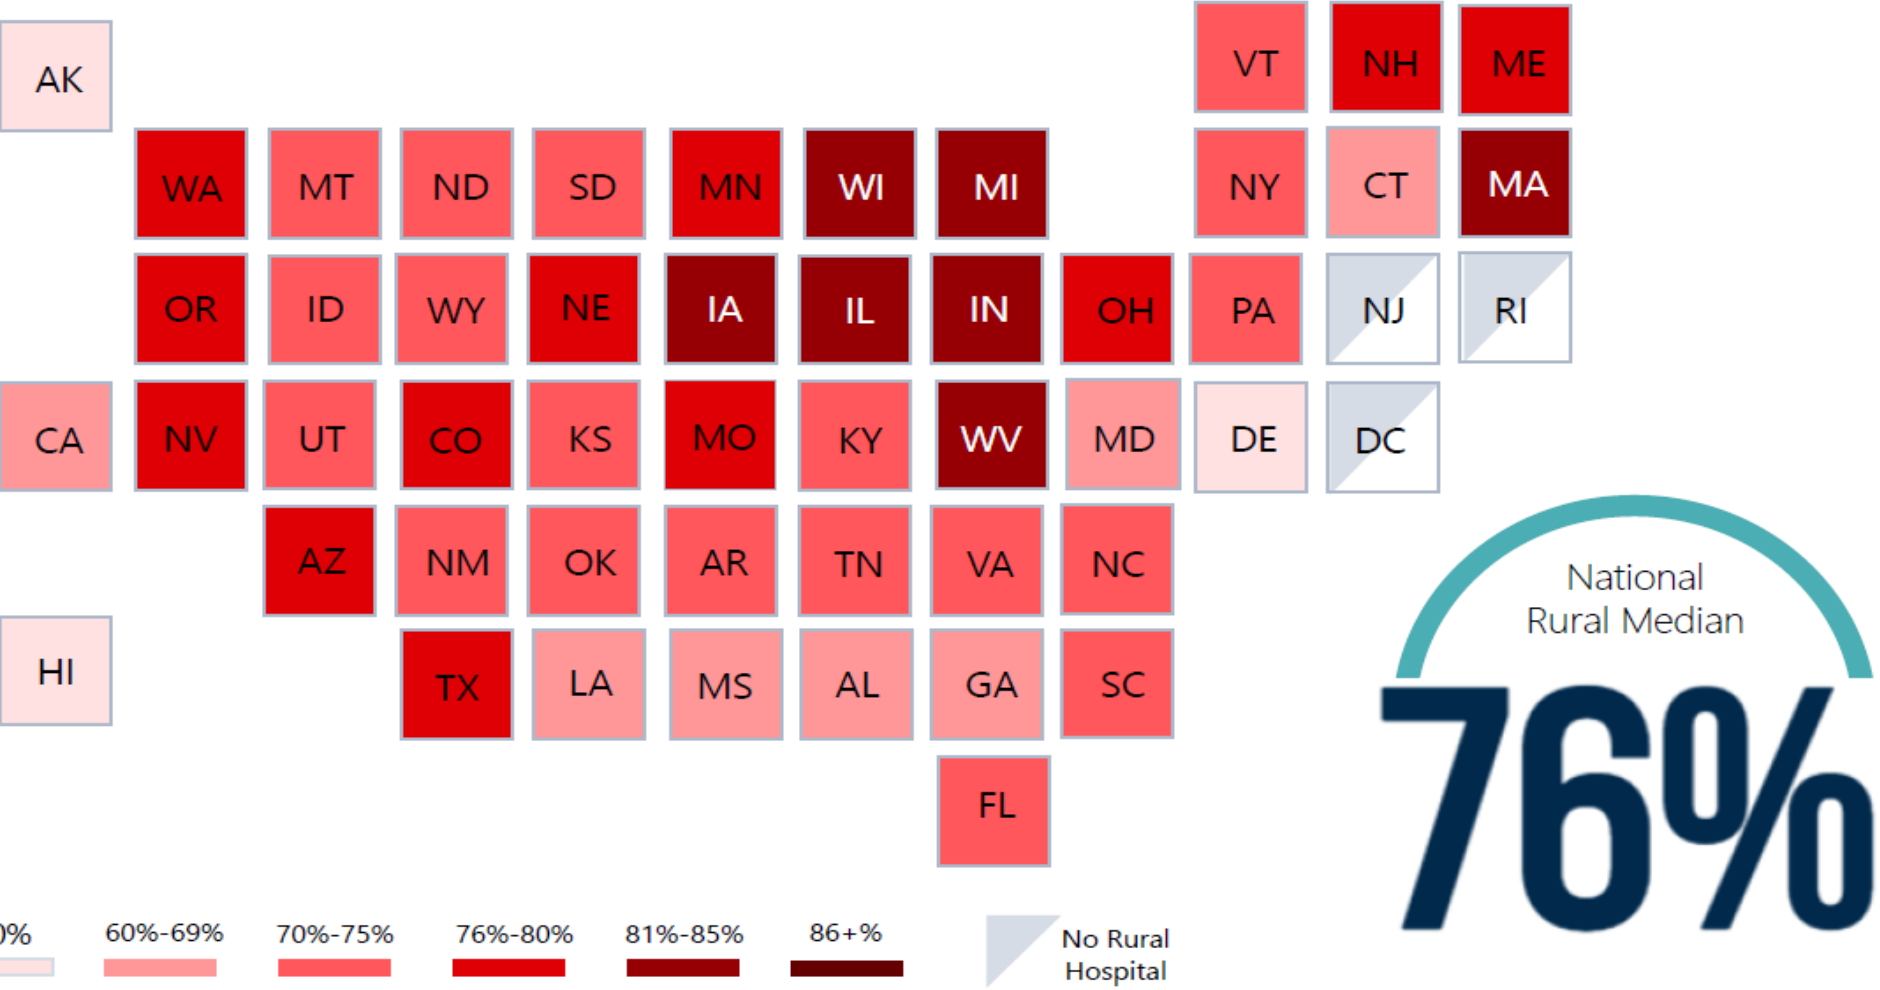 VT NH ME
AK
WA MT ND SD MN WI MI NY CT MA
OR ID WY NE IA IL IN OH PA NJ RI
CA NV UT CO KS MO KY WV MD DE DC
AZ NM OK AR TN VA NC
HI TX LA MS AL GA SC
FL
National
Rural Median
76%
0% 60%-69% 70%-75% 76%-80% 81%-85% 86+% No Rural
Hospital